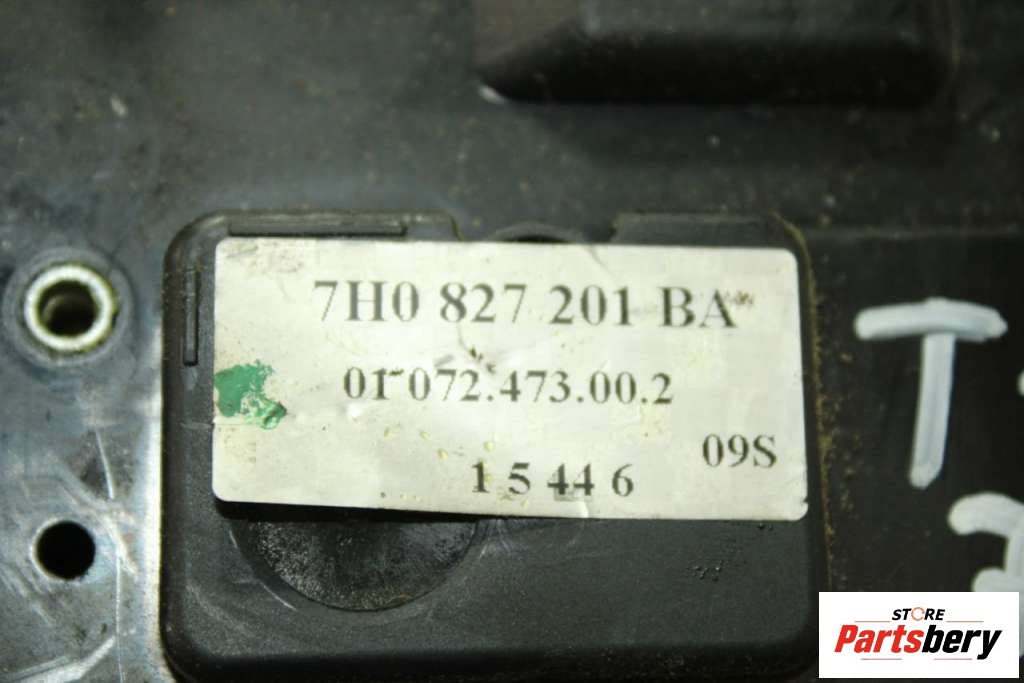 7H0 827 201 BA
01 072.473.00.2
09S
1 5 44 6
T
STORE
Partsbery